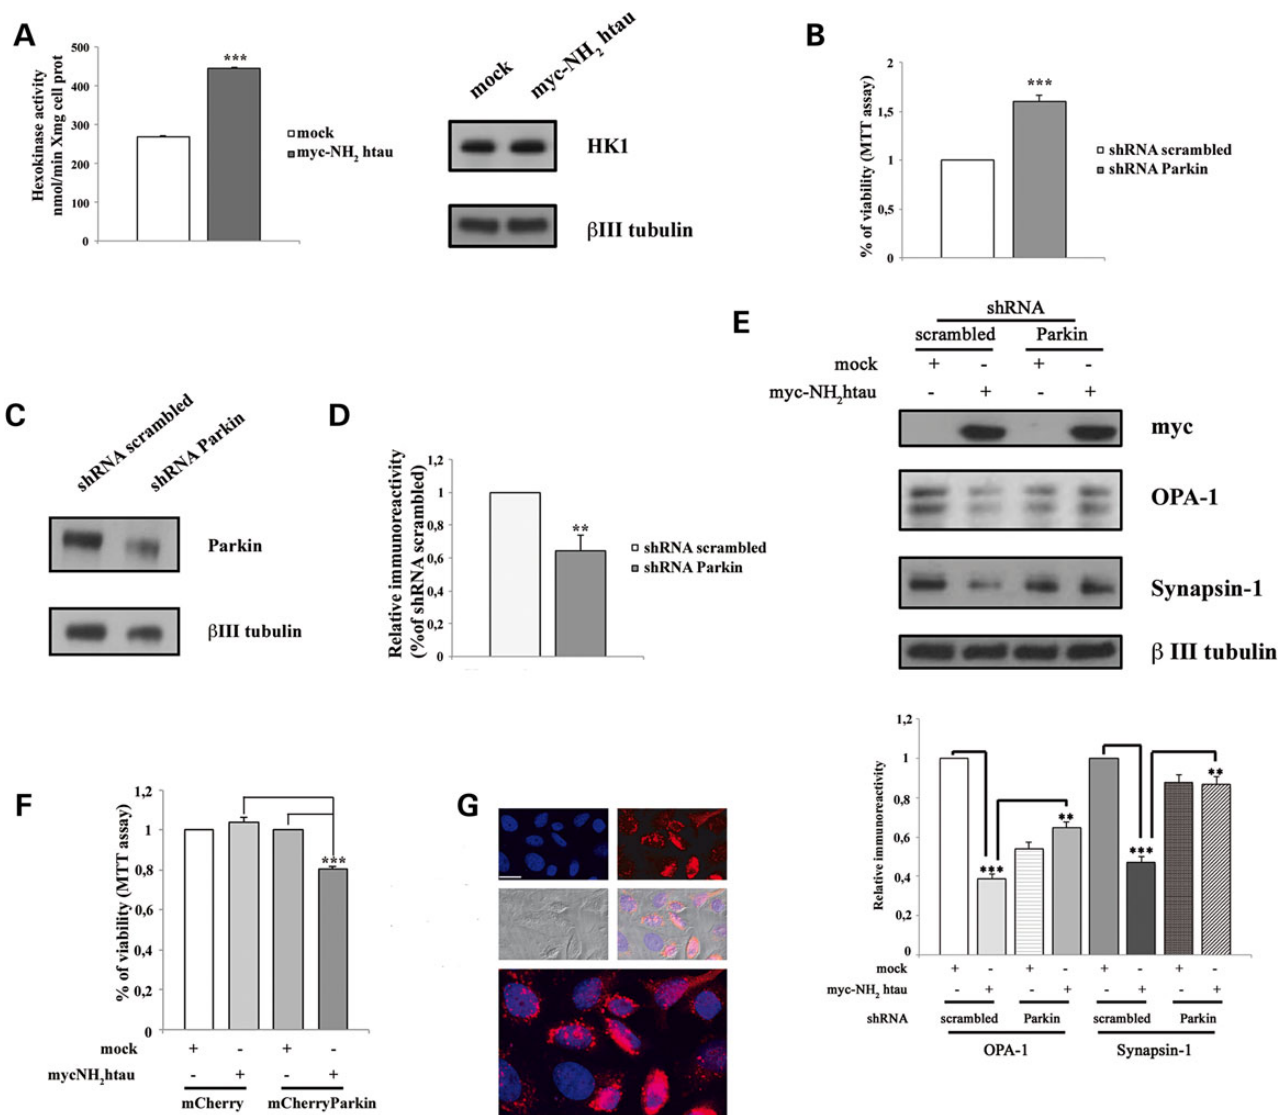 A
Hexokinase activity
nmol/min Xmg cell prot
500
400
300
200
100
0
***
mock
myc-NH2 htau
mock
myc-NH2 htau
HK1
βIII tubulin
B
% of viability (MTT assay)
2
1,5
1
0,5
0
***
shRNA scrambled
shRNA Parkin
C
shRNA scrambled
shRNA Parkin
Parkin
βIII tubulin
D
Relative immunoreactivity
(%of shRNA scrambled)
1,2
1
0,8
0,6
0,4
0,2
0
**
shRNA scrambled
shRNA Parkin
E
shRNA
scrambled Parkin
mock + - + -
myc-NH2htau - + - +
myc
OPA-1
Synapsin-1
β III tubulin
Relative immunoreactivity
1,2
1
0,8
0,6
0,4
0,2
0
*** ** *** **
mock + - + - + - + -
myc-NH2 htau - + - + - + - +
shRNA scrambled Parkin scrambled Parkin
OPA-1 Synapsin-1
F
% of viability (MTT assay)
1,2
1
0,8
0,6
0,4
0,2
0
***
mock + - + -
mycNH2htau - + - +
mCherry mCherryParkin
G